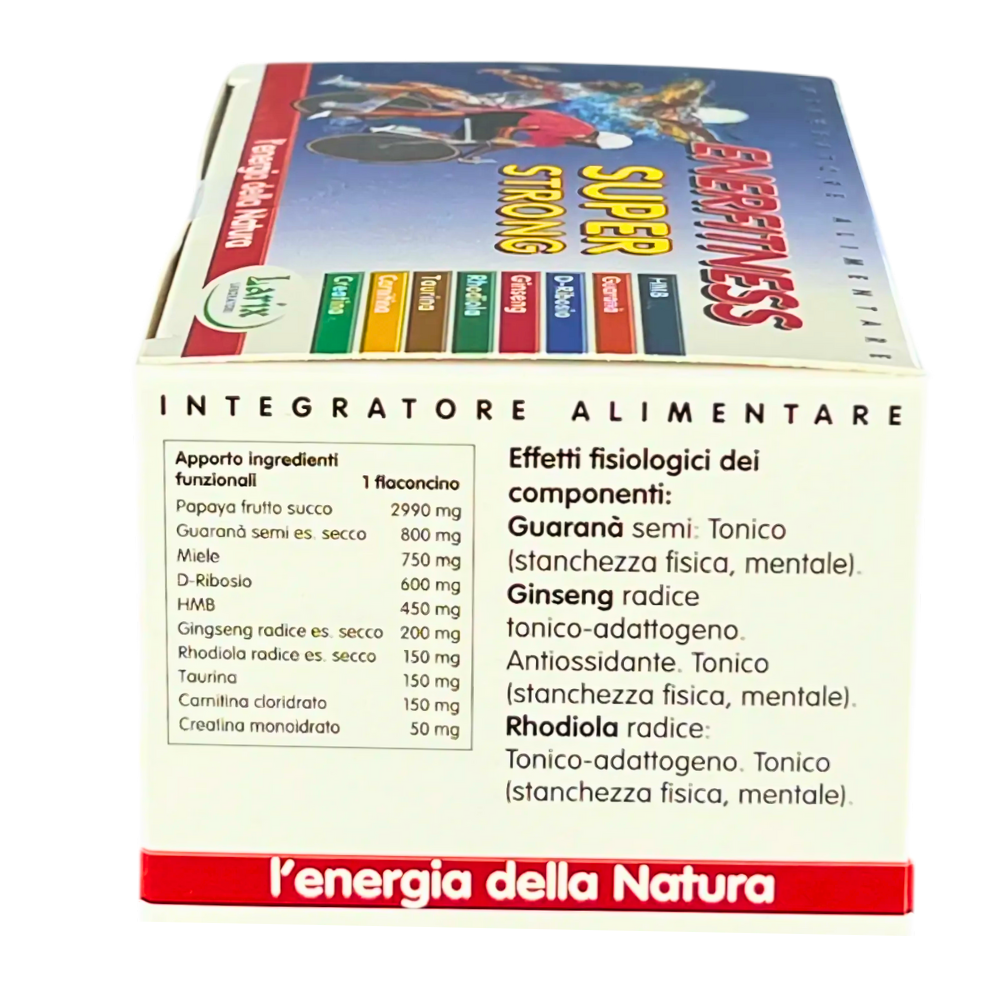 INTEGRATORE ALIMENTARE
ENERFITNESS
SUPER
STRONG
HMB
Guaranà
D-Ribosio
Ginseng
Rhodiola
Taurina
Carnitina
Creatina
Larix
l'energia della Natura
INTEGRATORE ALIMENTARE
Apporto ingredienti
funzionali 1 flaconcino
Papaya frutto succo 2990 mg
Guaranà semi es. secco 800 mg
Miele 750 mg
D-Ribosio 600 mg
HMB 450 mg
Gingseng radice es. secco 200 mg
Rhodiola radice es. secco 150 mg
Taurina 150 mg
Carnitina cloridrato 150 mg
Creatina monoidrato 50 mg
Effetti fisiologici dei
componenti:
Guaranà semi: Tonico
(stanchezza fisica, mentale).
Ginseng radice
tonico-adattogeno.
Antiossidante. Tonico
(stanchezza fisica, mentale).
Rhodiola radice:
Tonico-adattogeno. Tonico
(stanchezza fisica, mentale).
l'energia della Natura